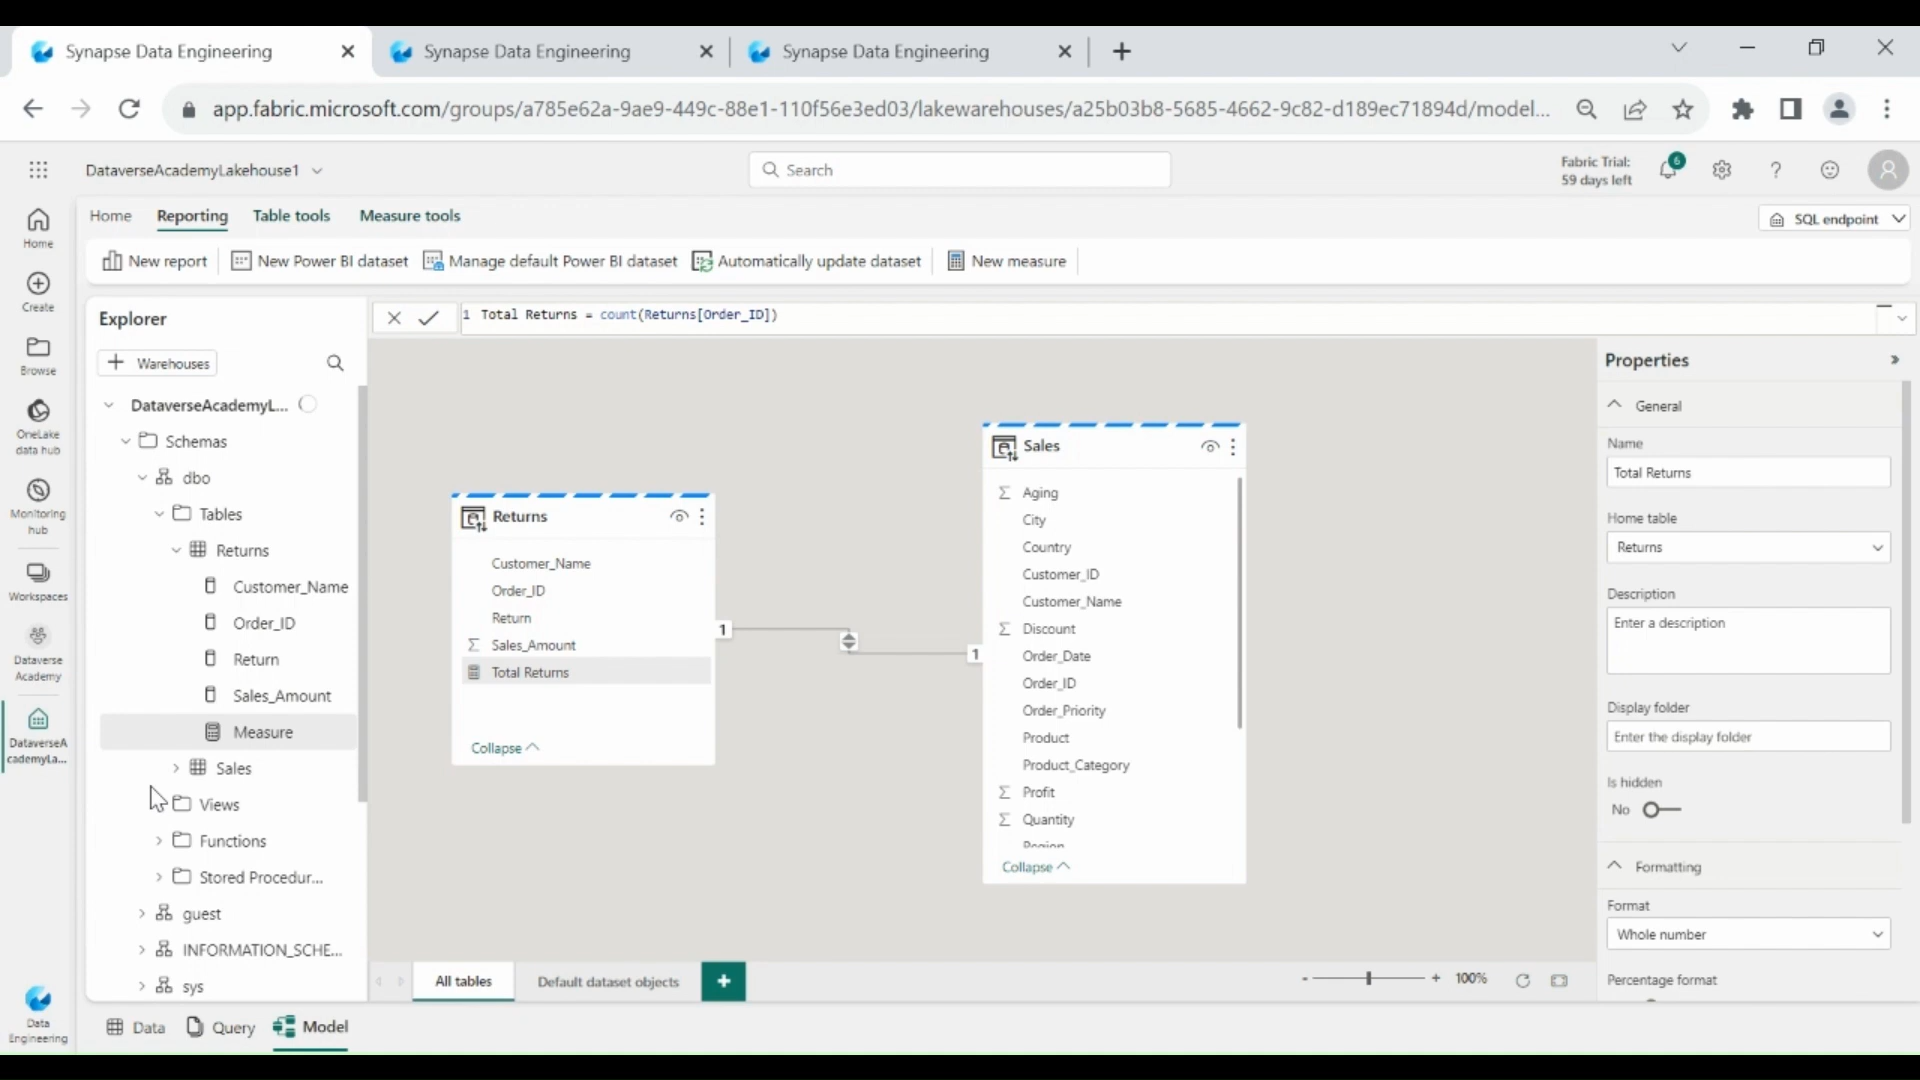 Synapse Data Engineering
Synapse Data Engineering
Synapse Data Engineering
app.fabric.microsoft.com/groups/a785e62a-9ae9-449c-88e1-110f56e3ed03/lakewarehouses/a25b03b8-5685-4662-9c82-d189ec71894d/model...
DataverseAcademyLakehouse1
Search
Fabric Trial:
59 days left
6
Home
Reporting
Table tools
Measure tools
SQL endpoint
New report
New Power BI dataset
Manage default Power BI dataset
Automatically update dataset
New measure
Home
Create
Browse
OneLake
data hub
Monitoring
hub
Workspaces
Dataverse
Academy
DataverseA
cademyLa...
Data
Engineering
Explorer
Warehouses
DataverseAcademyL...
Schemas
dbo
Tables
Returns
Customer_Name
Order_ID
Return
Sales_Amount
Measure
Sales
Views
Functions
Stored Procedur...
guest
INFORMATION_SCHE...
sys
1 Total Returns = count(Returns[Order_ID])
Returns
Customer_Name
Order_ID
Return
Sales_Amount
Total Returns
Collapse
1
1
Sales
Aging
City
Country
Customer_ID
Customer_Name
Discount
Order_Date
Order_ID
Order_Priority
Product
Product_Category
Profit
Quantity
Region
Collapse
Properties
General
Name
Total Returns
Home table
Returns
Description
Enter a description
Display folder
Enter the display folder
Is hidden
No
Formatting
Format
Whole number
Percentage format
All tables
Default dataset objects
+
- + 100%
Data
Query
Model